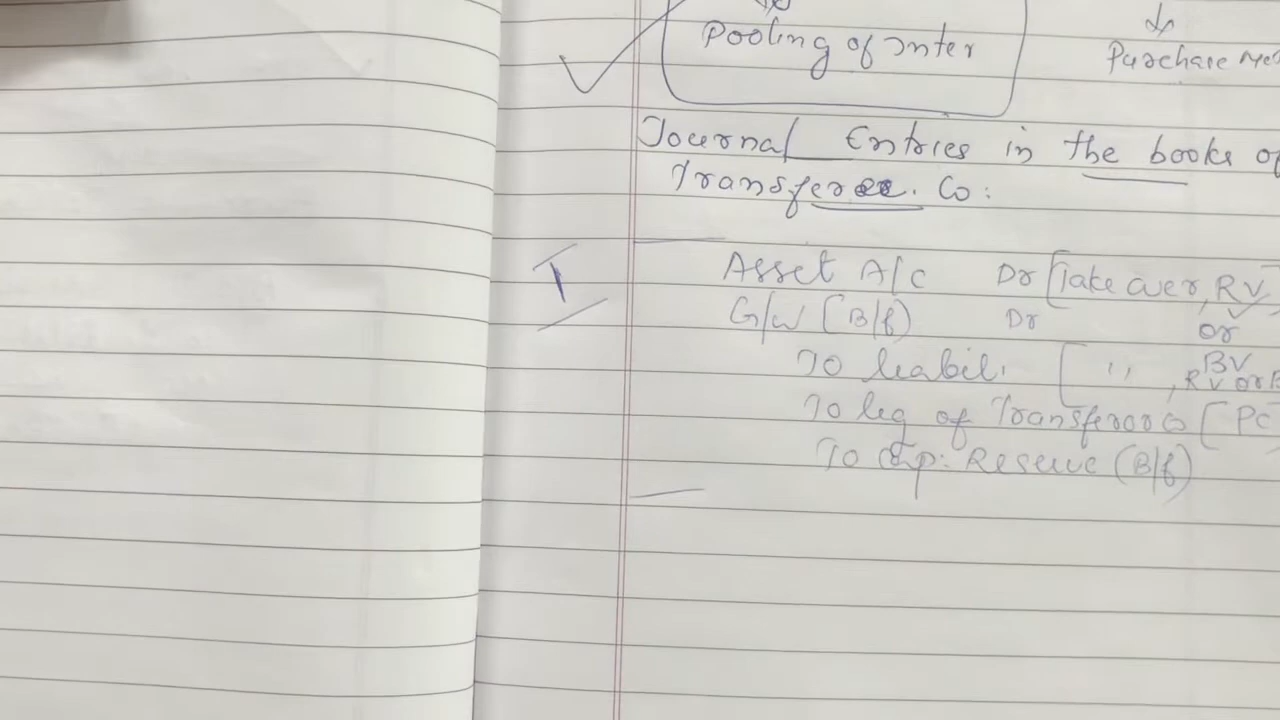 Pooling of Inter
Purchase Me
Journal Entries in the books of
Transferee. Co:
I
Asset A/c Dr [Take over, RV
G/W [B/f) Dr or
To leabili. [ ,, , BV
RV or B
To liq of Transferor Co [PC
To Cap: Reserve (B/f)